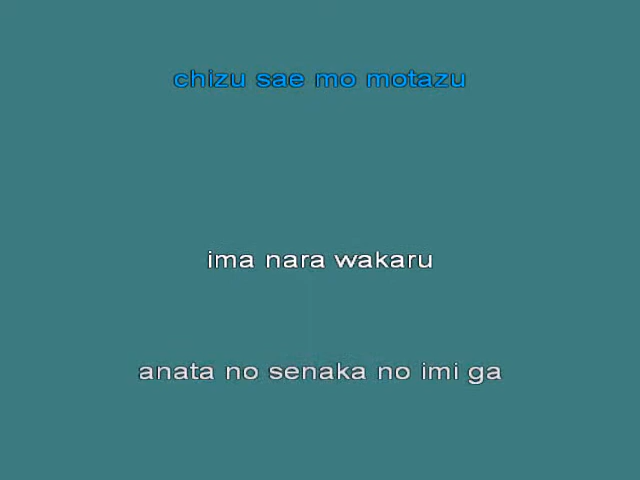 chizu sae mo motazu
ima nara wakaru
anata no senaka no imi ga